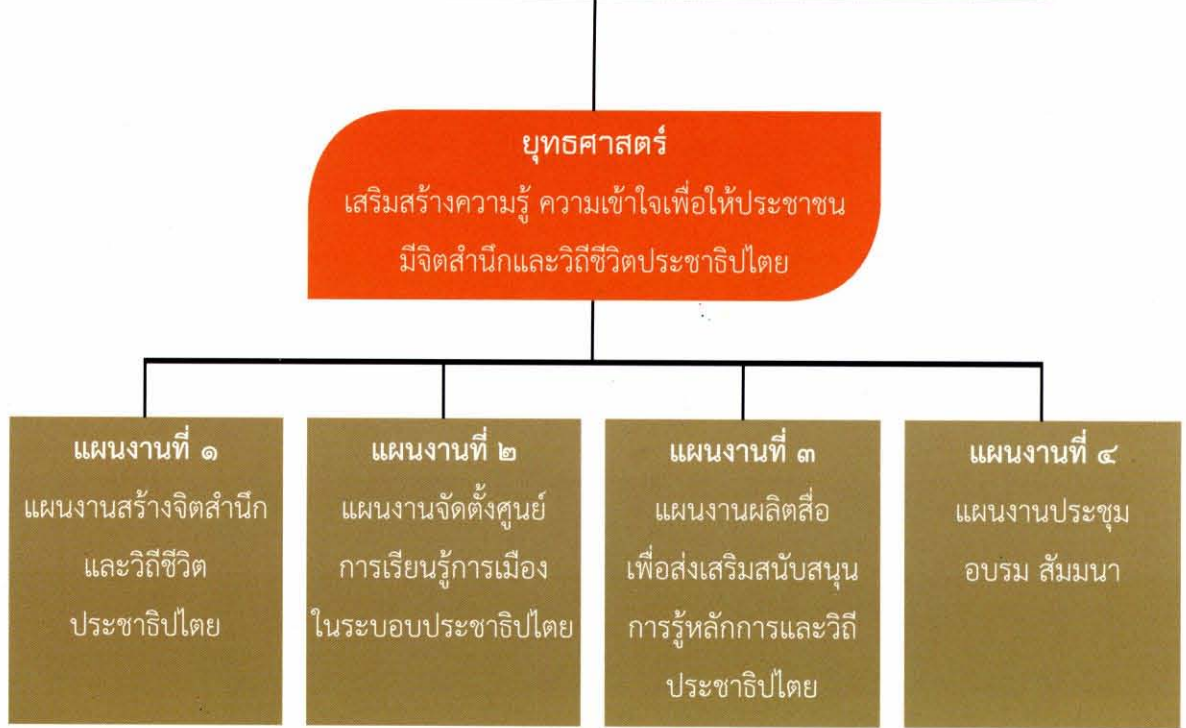 ยุทธศาสตร์
เสริมสร้างความรู้ ความเข้าใจเพื่อให้ประชาชน
มีจิตสำนึกและวิถีชีวิตประชาธิปไตย
แผนงานที่ ๑
แผนงานสร้างจิตสำนึก
และวิถีชีวิต
ประชาธิปไตย
แผนงานที่ ๒
แผนงานจัดตั้งศูนย์
การเรียนรู้การเมือง
ในระบอบประชาธิปไตย
แผนงานที่ ๓
แผนงานผลิตสื่อ
เพื่อส่งเสริมสนับสนุน
การรู้หลักการและวิถี
ประชาธิปไตย
แผนงานที่ ๔
แผนงานประชุม
อบรม สัมมนา